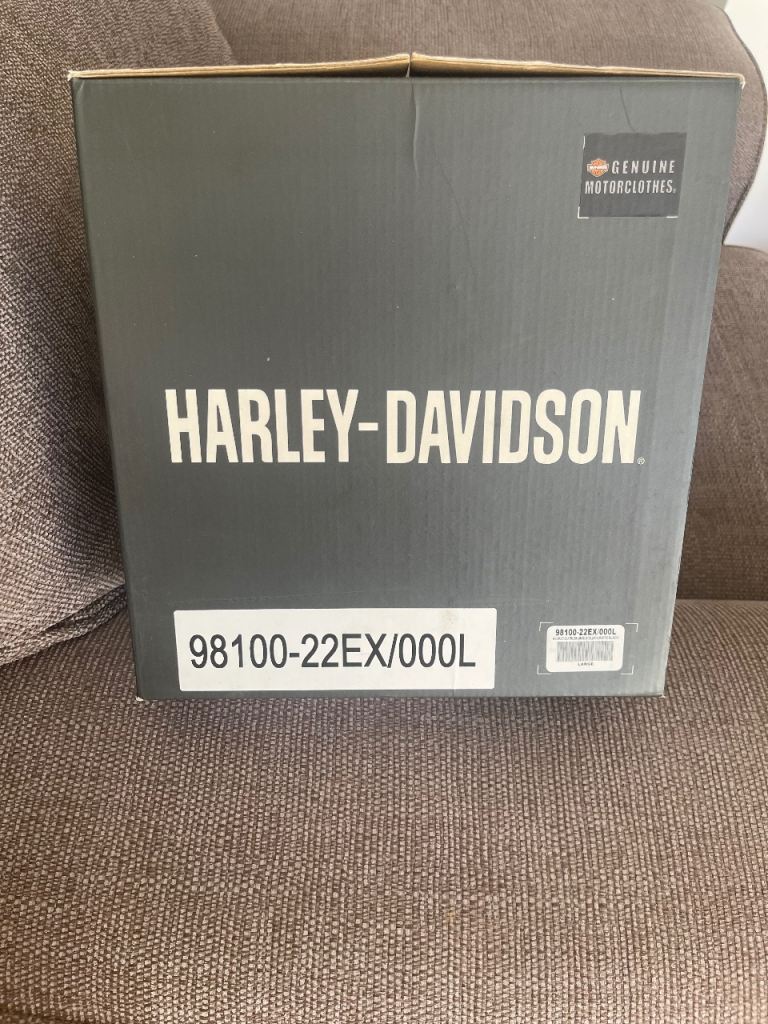 GENUINE
MOTORCLOTHES®
HARLEY-DAVIDSON®
98100-22EX/000L
98100-22EX/000L
LARGE